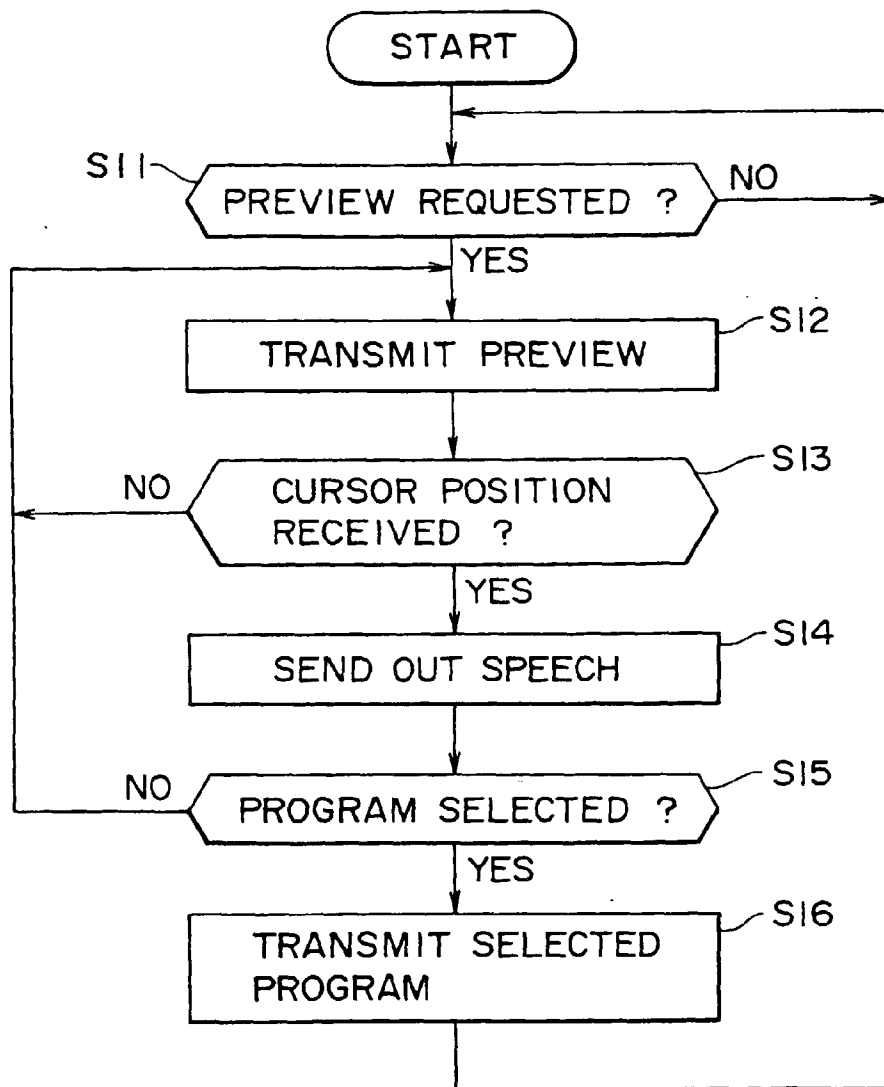 START
S11
PREVIEW REQUESTED ?
NO
YES
S12
TRANSMIT PREVIEW
S13
NO
CURSOR POSITION
RECEIVED ?
YES
S14
SEND OUT SPEECH
S15
NO
PROGRAM SELECTED ?
YES
S16
TRANSMIT SELECTED
PROGRAM